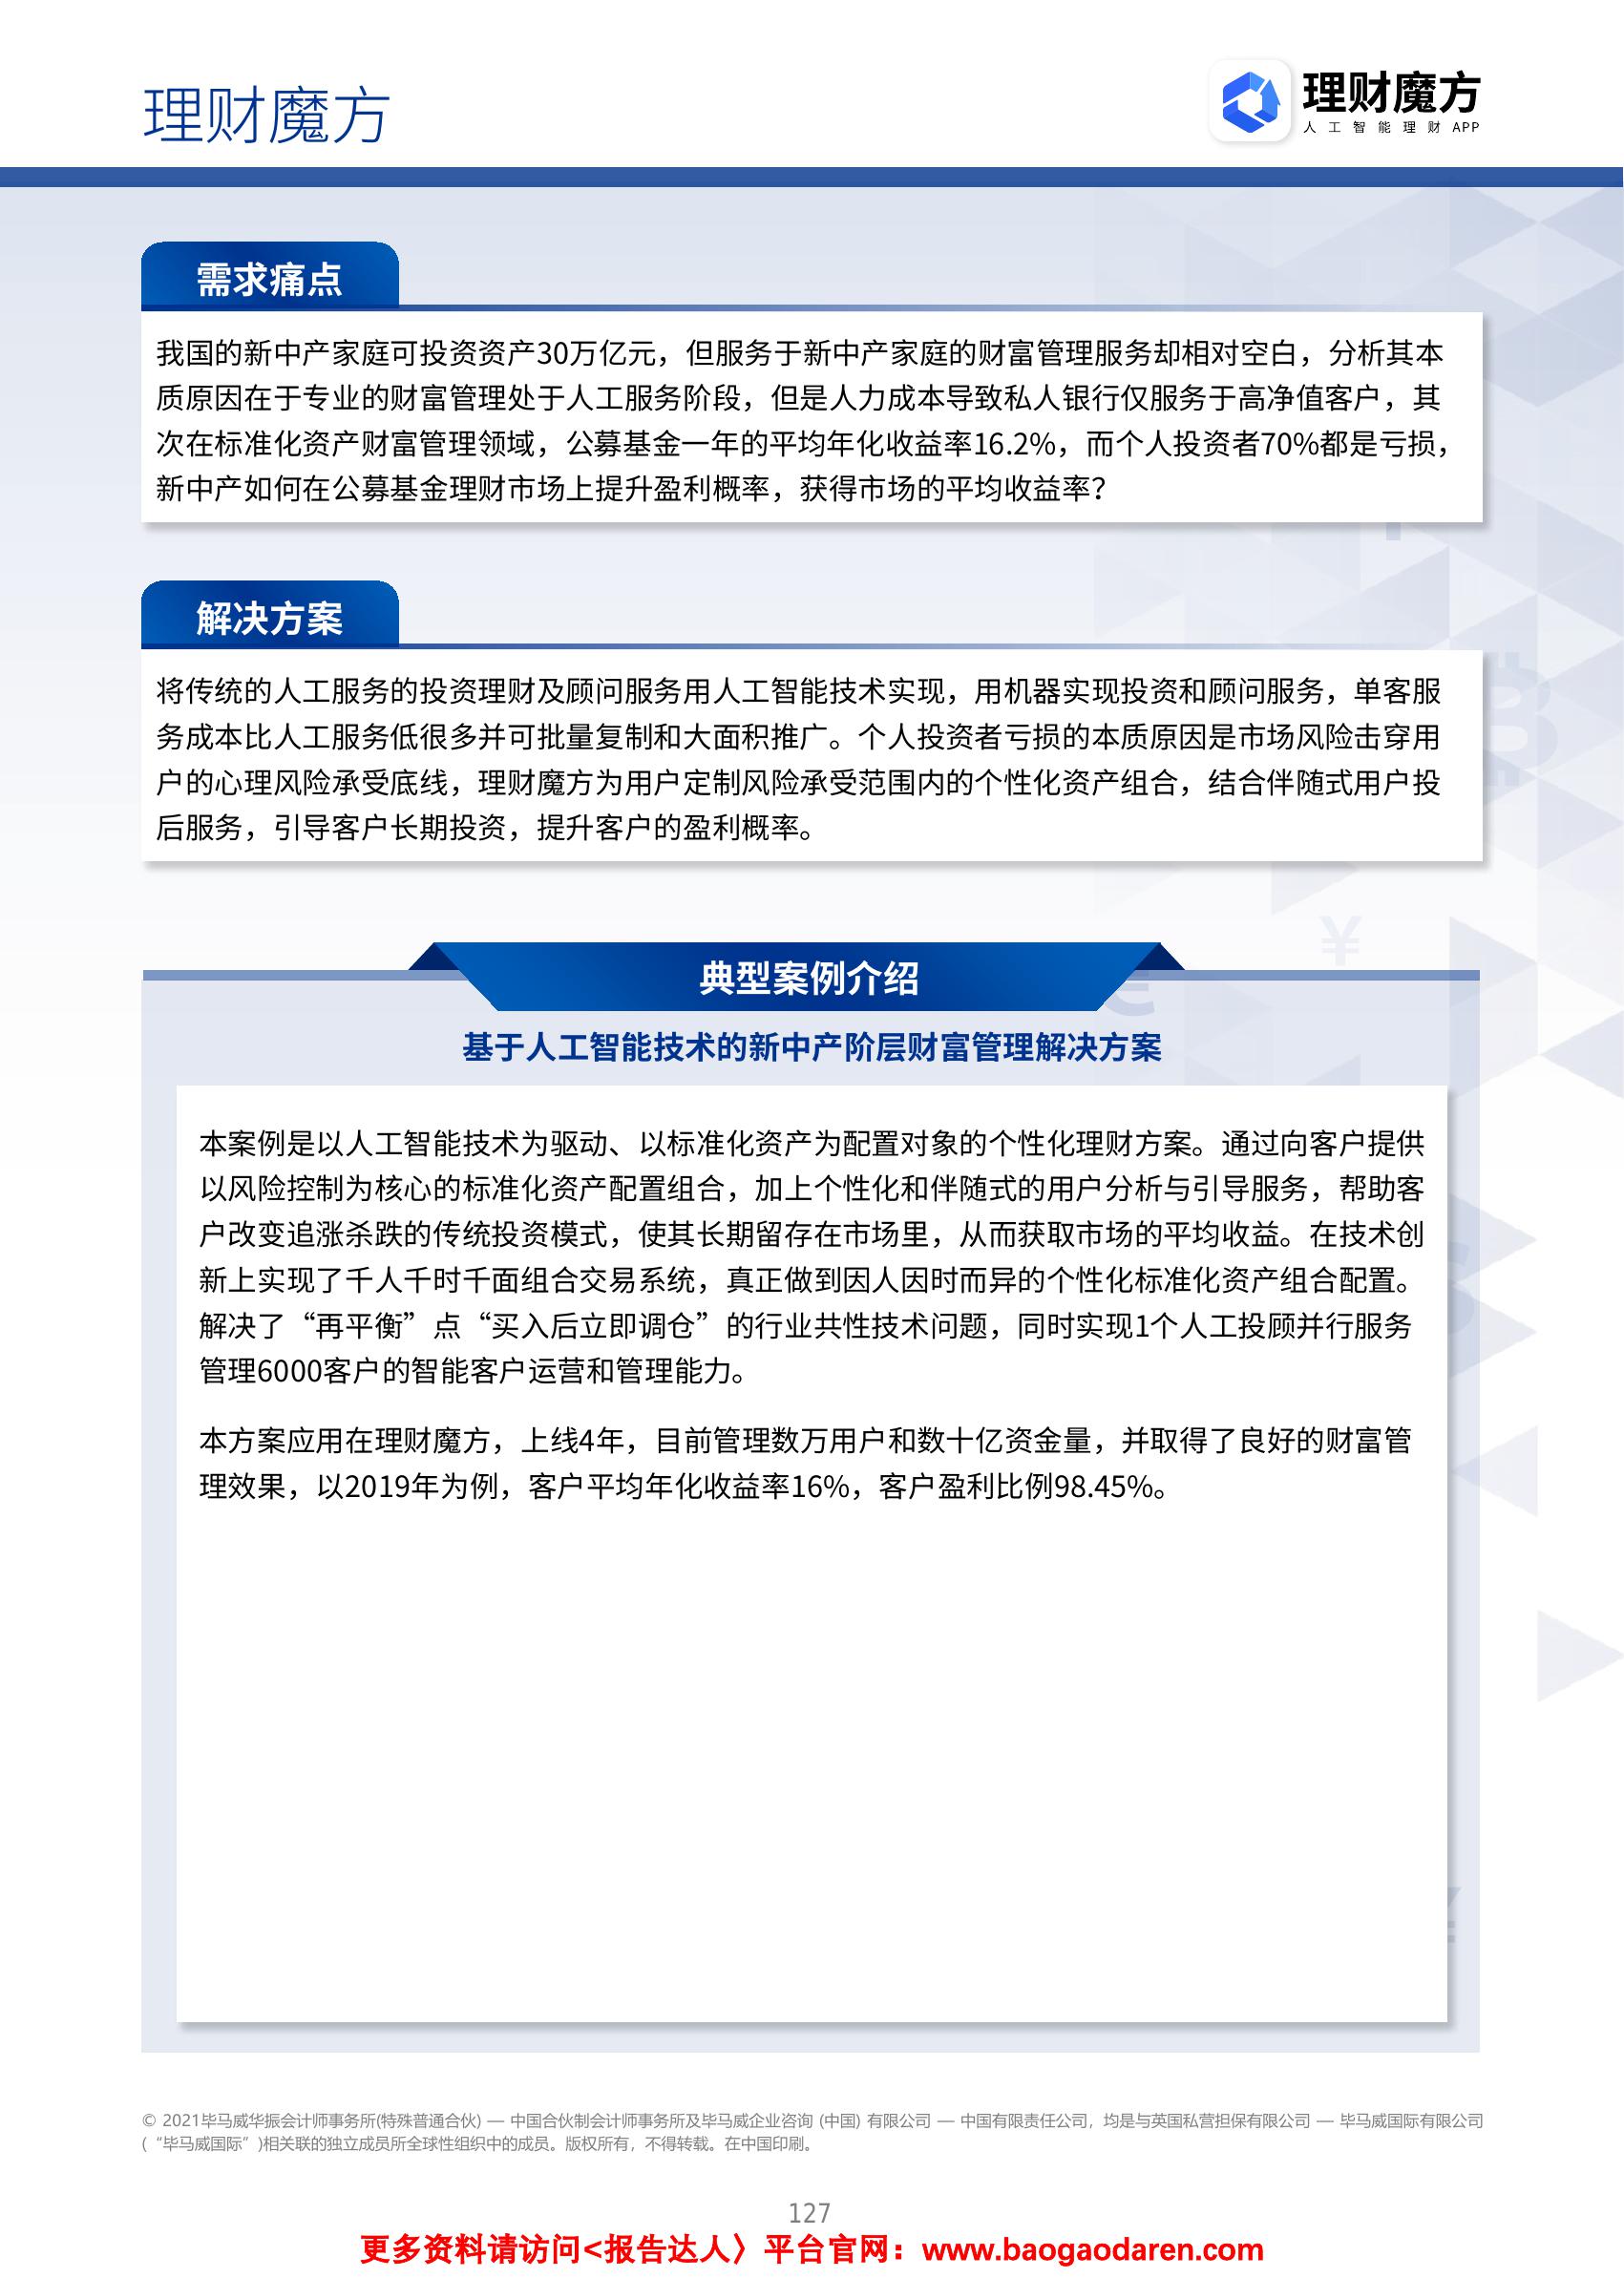 理财魔方
理财魔方
人工智能理财APP
需求痛点
我国的新中产家庭可投资资产30万亿元，但服务于新中产家庭的财富管理服务却相对空白，分析其本
质原因在于专业的财富管理处于人工服务阶段，但是人力成本导致私人银行仅服务于高净值客户，其
次在标准化资产财富管理领域，公募基金一年的平均年化收益率16.2%，而个人投资者70%都是亏损，
新中产如何在公募基金理财市场上提升盈利概率，获得市场的平均收益率？
解决方案
将传统的人工服务的投资理财及顾问服务用人工智能技术实现，用机器实现投资和顾问服务，单客服
务成本比人工服务低很多并可批量复制和大面积推广。个人投资者亏损的本质原因是市场风险击穿用
户的心理风险承受底线，理财魔方为用户定制风险承受范围内的个性化资产组合，结合伴随式用户投
后服务，引导客户长期投资，提升客户的盈利概率。
典型案例介绍
基于人工智能技术的新中产阶层财富管理解决方案
本案例是以人工智能技术为驱动、以标准化资产为配置对象的个性化理财方案。通过向客户提供
以风险控制为核心的标准化资产配置组合，加上个性化和伴随式的用户分析与引导服务，帮助客
户改变追涨杀跌的传统投资模式，使其长期留存在市场里，从而获取市场的平均收益。在技术创
新上实现了千人千时千面组合交易系统，真正做到因人因时而异的个性化标准化资产组合配置。
解决了“再平衡”点“买入后立即调仓”的行业共性技术问题，同时实现1个人工投顾并行服务
管理6000客户的智能客户运营和管理能力。
本方案应用在理财魔方，上线4年，目前管理数万用户和数十亿资金量，并取得了良好的财富管
理效果，以2019年为例，客户平均年化收益率16%，客户盈利比例98.45%。
© 2021毕马威华振会计师事务所(特殊普通合伙) — 中国合伙制会计师事务所及毕马威企业咨询 (中国) 有限公司 — 中国有限责任公司，均是与英国私营担保有限公司 — 毕马威国际有限公司
(“毕马威国际”)相关联的独立成员所全球性组织中的成员。版权所有，不得转载。在中国印刷。
127
更多资料请访问<报告达人〉平台官网：www.baogaodaren.com